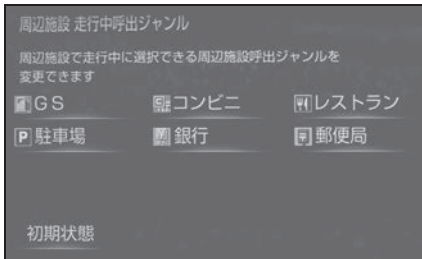 周辺施設 走行中呼出ジャンル
周辺施設で走行中に選択できる周辺施設呼出ジャンルを
変更できます
GS コンビニ レストラン
P 駐車場 銀行 〒 郵便局
初期状態